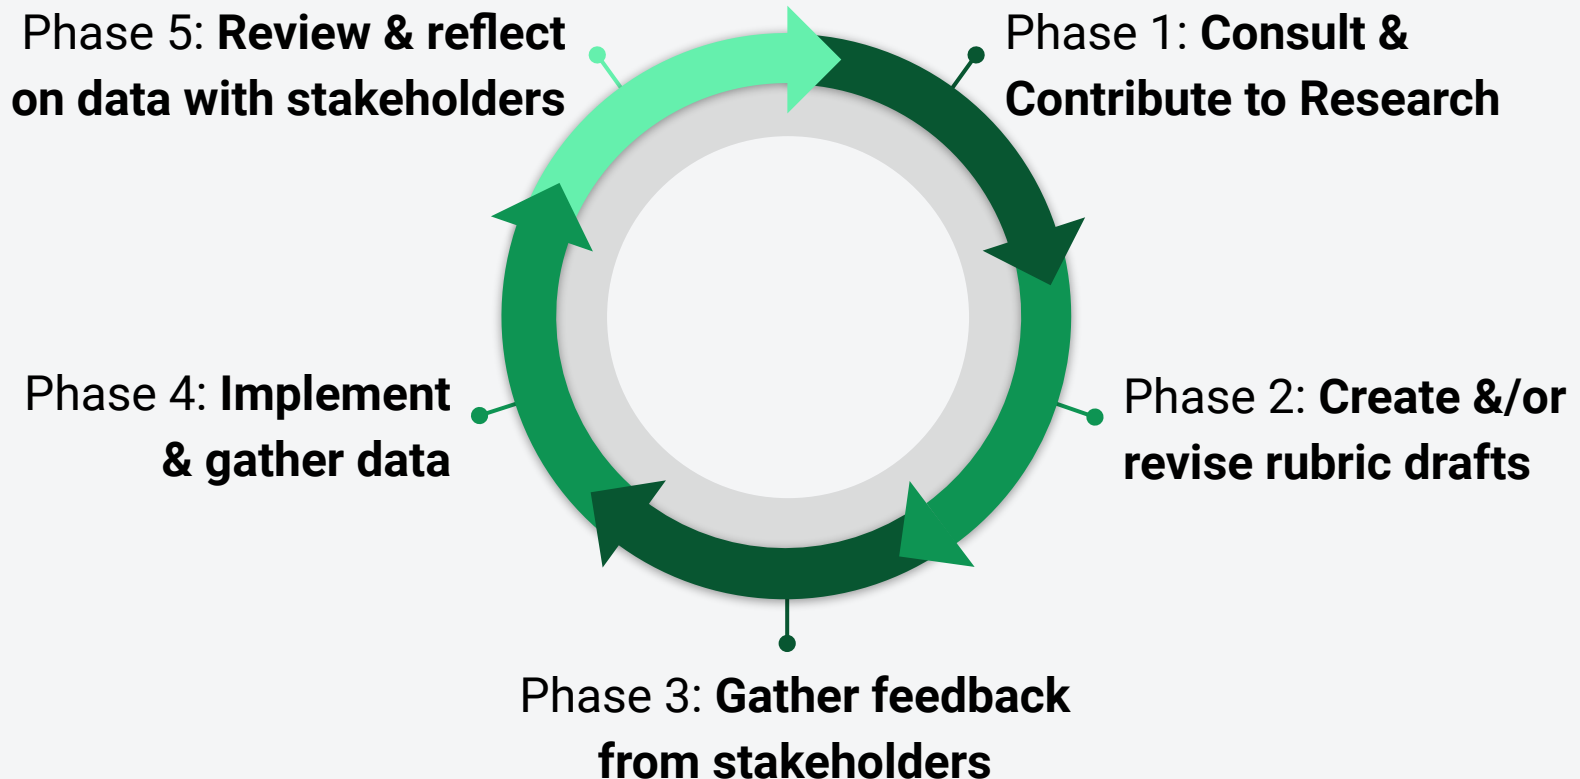 Phase 5: Review & reflect
on data with stakeholders
Phase 1: Consult &
Contribute to Research
Phase 4: Implement
& gather data
Phase 2: Create &/or
revise rubric drafts
Phase 3: Gather feedback
from stakeholders